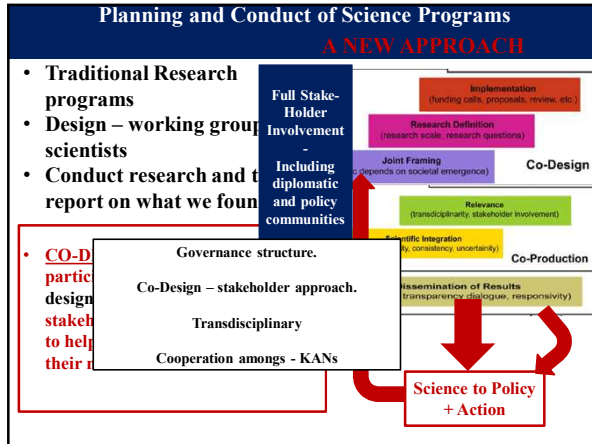 Planning and Conduct of Science Programs
A NEW APPROACH
• Traditional Research
programs
• Design – working group
scientists
• Conduct research and t
report on what we foun
Full Stake-
Holder
Involvement
-
Including
diplomatic
and policy
communities
Implementation
(funding calls, proposals, review, etc.)
Research Definition
(research scale, research questions)
Joint Framing
depends on societal emergence)
Co-Design
Relevance
(transdiciplinarity, stakeholder involvement)
Scientific Integration
consistency, uncertainity)
Co-Production
Dissemination of Results
transparency dialogue, responsivity)
• CO-D
partici
design
stakeh
to help
their
Governance structure.
Co-Design – stakeholder approach.
Transdisciplinary
Cooperation amongs - KANs
Science to Policy
+ Action